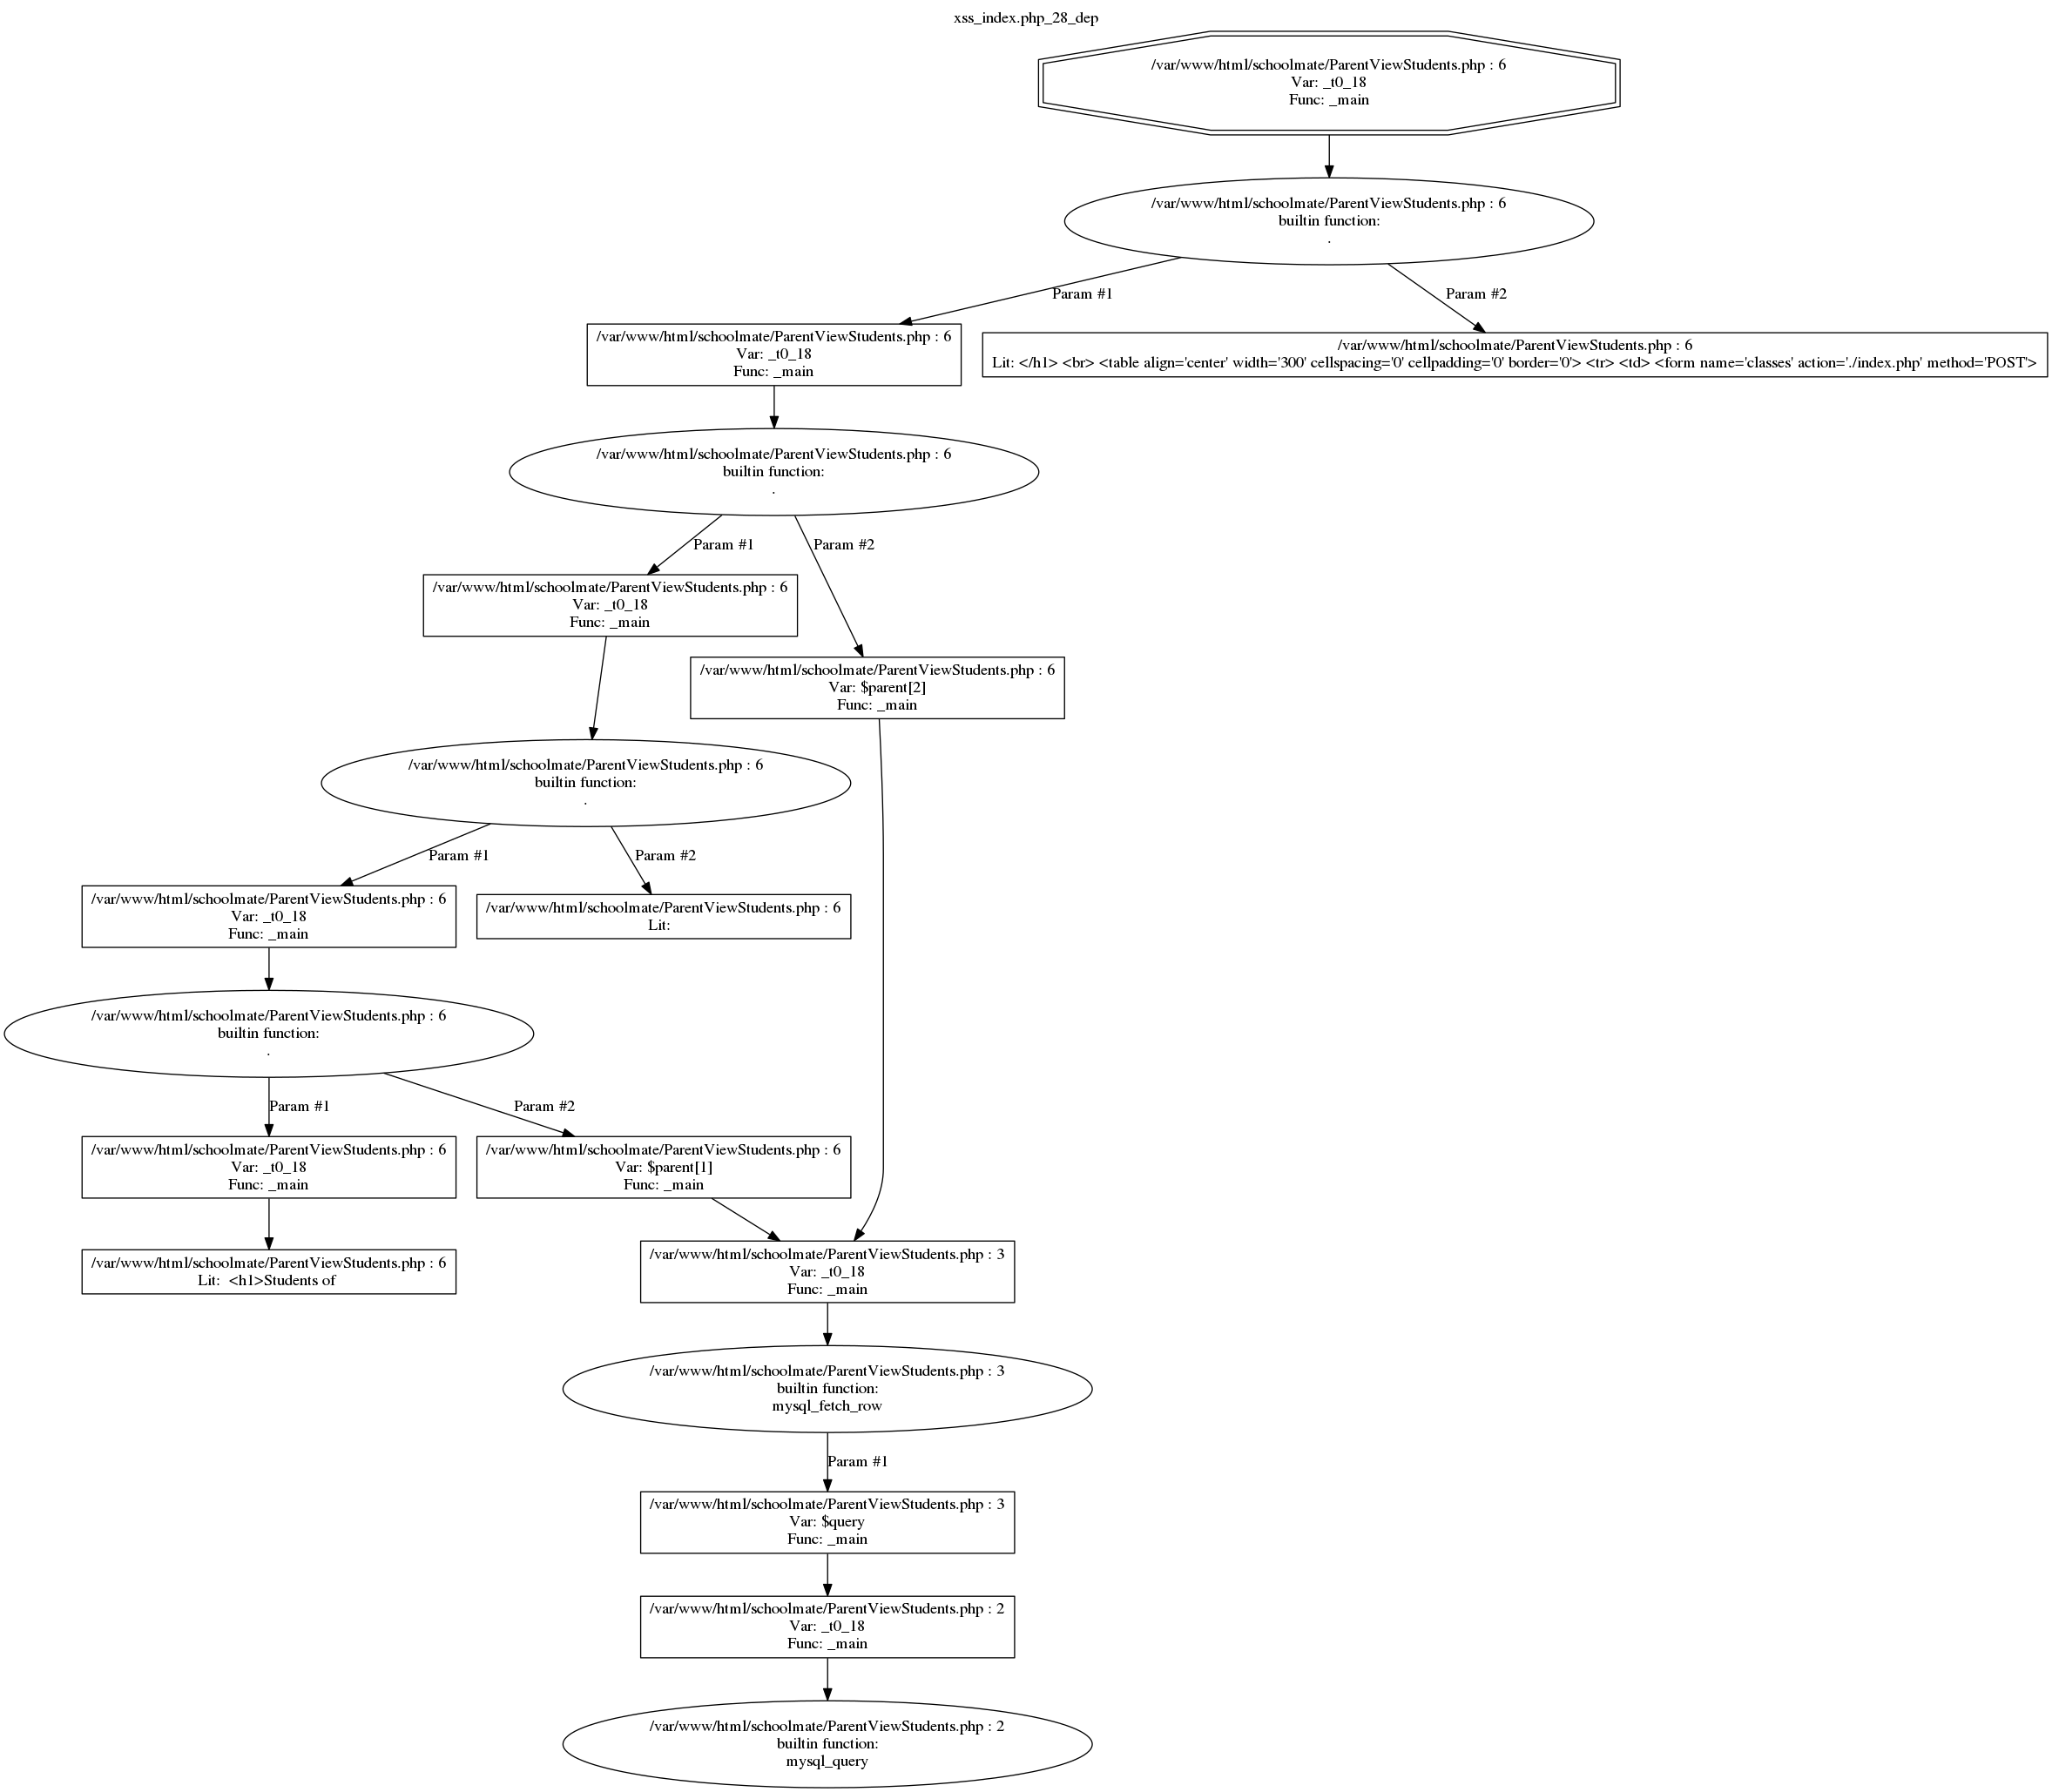 xss_index.php_28_dep
/var/www/html/schoolmate/ParentViewStudents.php : 6
Var: _t0_18
Func: _main
/var/www/html/schoolmate/ParentViewStudents.php : 6
builtin function:
.
Param #1
Param #2
/var/www/html/schoolmate/ParentViewStudents.php : 6
Var: _t0_18
Func: _main
/var/www/html/schoolmate/ParentViewStudents.php : 6
Lit: </h1> <br> <table align='center' width='300' cellspacing='0' cellpadding='0' border='0'> <tr> <td> <form name='classes' action='./index.php' method='POST'>
/var/www/html/schoolmate/ParentViewStudents.php : 6
builtin function:
.
Param #1
Param #2
/var/www/html/schoolmate/ParentViewStudents.php : 6
Var: _t0_18
Func: _main
/var/www/html/schoolmate/ParentViewStudents.php : 6
Var: $parent[2]
Func: _main
/var/www/html/schoolmate/ParentViewStudents.php : 6
builtin function:
.
Param #1
Param #2
/var/www/html/schoolmate/ParentViewStudents.php : 6
Var: _t0_18
Func: _main
/var/www/html/schoolmate/ParentViewStudents.php : 6
Lit:
/var/www/html/schoolmate/ParentViewStudents.php : 6
builtin function:
.
Param #1
Param #2
/var/www/html/schoolmate/ParentViewStudents.php : 6
Var: _t0_18
Func: _main
/var/www/html/schoolmate/ParentViewStudents.php : 6
Var: $parent[1]
Func: _main
/var/www/html/schoolmate/ParentViewStudents.php : 6
Lit:  <h1>Students of
/var/www/html/schoolmate/ParentViewStudents.php : 3
Var: _t0_18
Func: _main
/var/www/html/schoolmate/ParentViewStudents.php : 3
builtin function:
mysql_fetch_row
Param #1
/var/www/html/schoolmate/ParentViewStudents.php : 3
Var: $query
Func: _main
/var/www/html/schoolmate/ParentViewStudents.php : 2
Var: _t0_18
Func: _main
/var/www/html/schoolmate/ParentViewStudents.php : 2
builtin function:
mysql_query